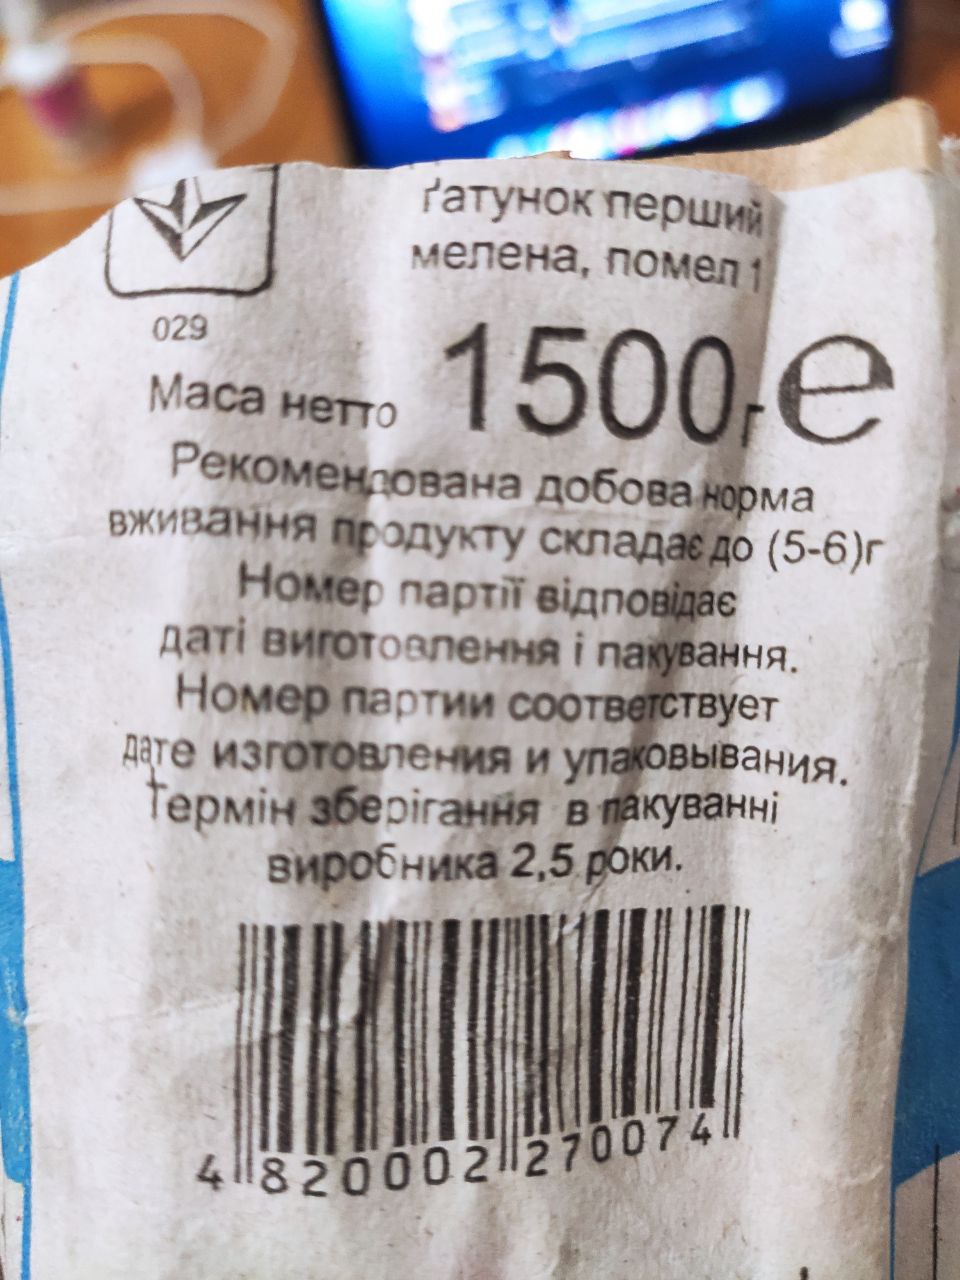 ґатунок перший
мелена, помел 1
029
Маса нетто 1500г e
Рекомендована добова норма
вживання продукту складає до (5-6)г
Номер партії відповідає
даті виготовлення і пакування.
Номер партии соответствует
дате изготовления и упаковывания.
Термін зберігання в пакуванні
виробника 2,5 роки.
4 820002 270074